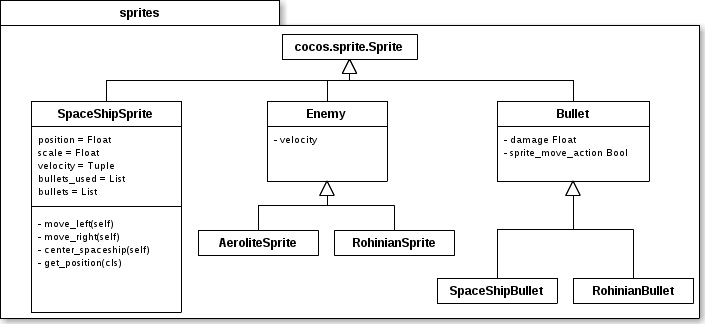 sprites
cocos.sprite.Sprite
SpaceShipSprite
position = Float
scale = Float
velocity = Tuple
bullets_used = List
bullets = List
- move_left(self)
- move_right(self)
- center_spaceship(self)
- get_position(cls)
Enemy
- velocity
Bullet
- damage Float
- sprite_move_action Bool
AeroliteSprite
RohinianSprite
SpaceShipBullet
RohinianBullet